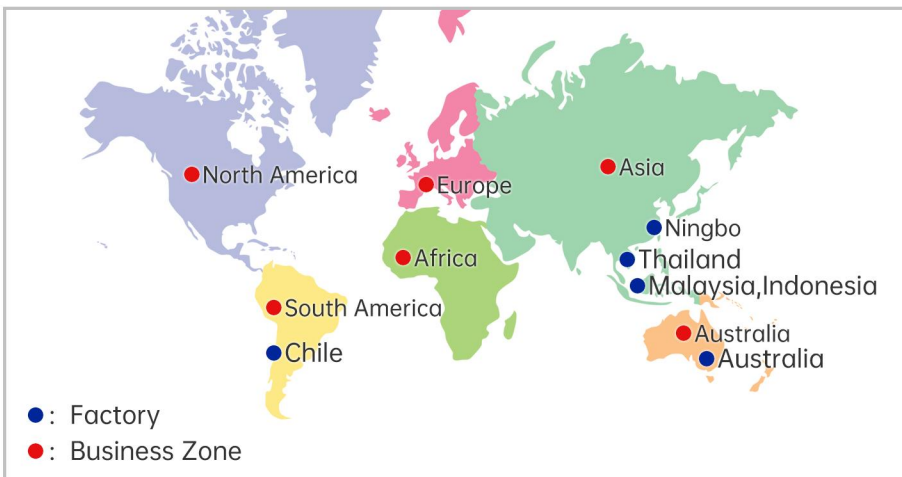 North America
Europe
Asia
Ningbo
Africa
Thailand
Malaysia,Indonesia
South America
Australia
Chile
Australia
: Factory
: Business Zone